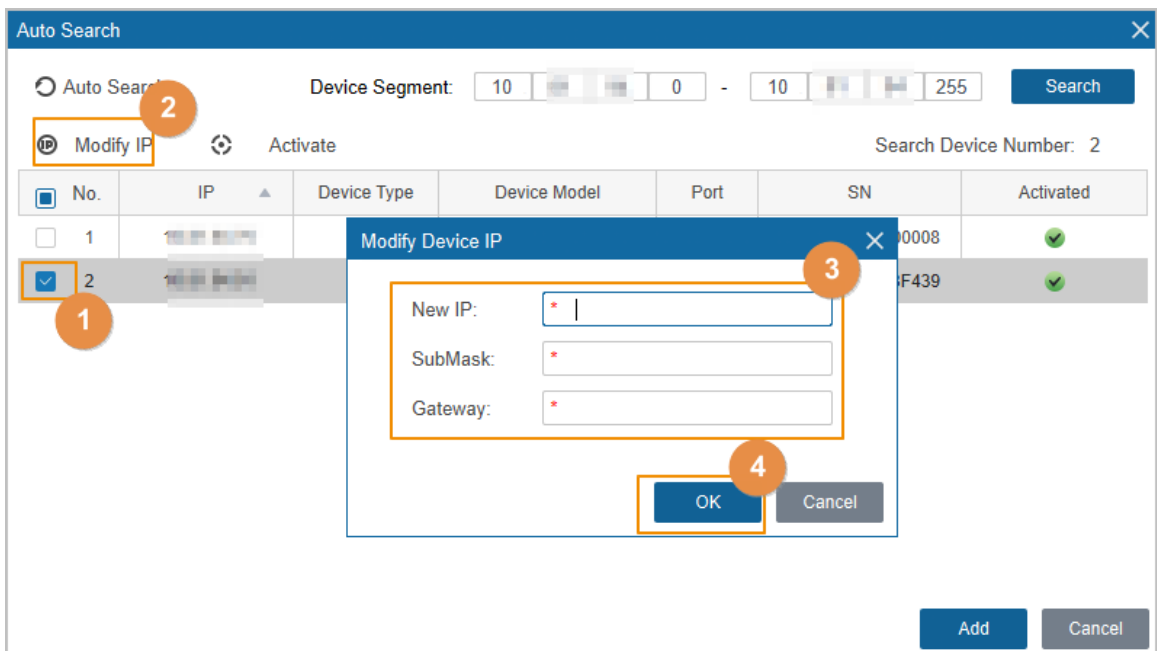 Auto Search
Auto Search Device Segment: 10 0 - 10 255 Search
2
Modify IP Activate Search Device Number: 2
No. IP Device Type Device Model Port SN Activated
1 00008
Modify Device IP
3
2 F439
1
New IP: *
SubMask: *
Gateway: *
4
OK Cancel
Add Cancel